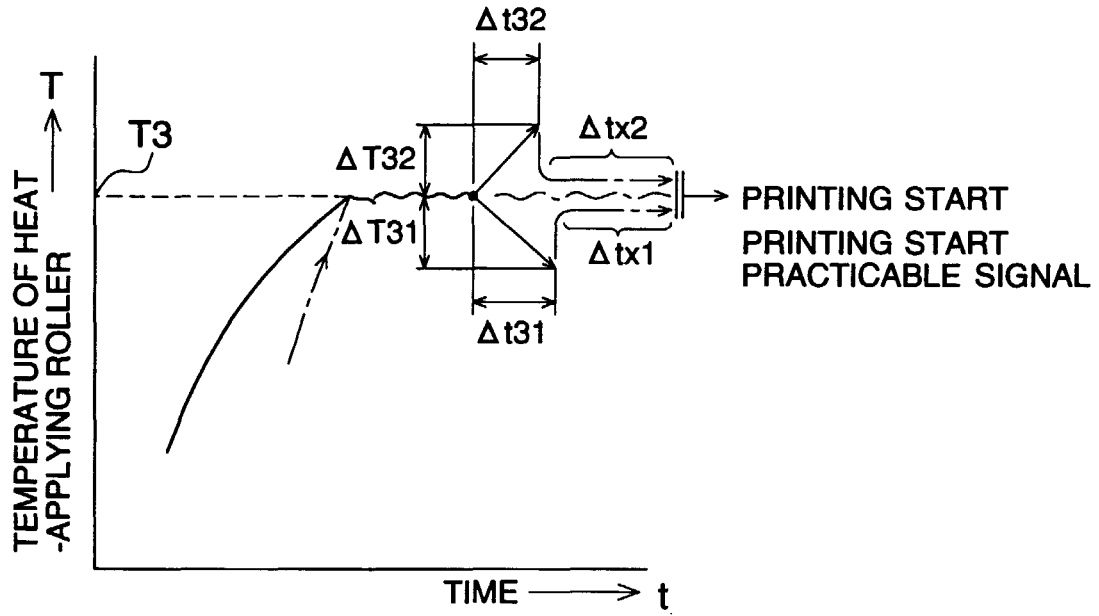 Δt32
T
T3
ΔT32
Δtx2
PRINTING START
ΔT31
Δtx1
PRINTING START
PRACTICABLE SIGNAL
Δt31
TEMPERATURE OF HEAT
-APPLYING ROLLER
TIME
t